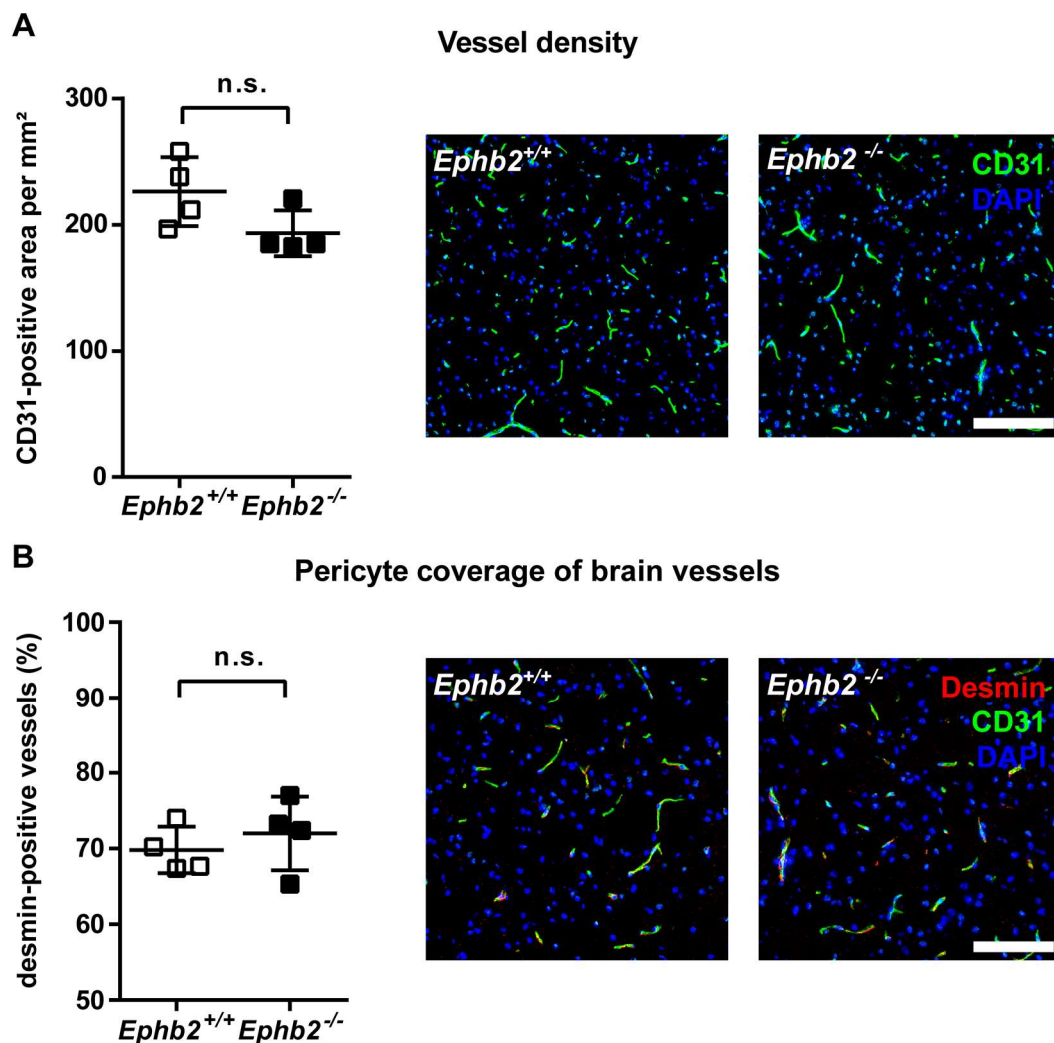 A
Vessel density
CD31-positive area per mm²
300
200
100
0
n.s.
Ephb2+/+ Ephb2-/-
Ephb2+/+
Ephb2 -/-
CD31
DAPI
B
Pericyte coverage of brain vessels
desmin-positive vessels (%)
100
90
80
70
60
50
n.s.
Ephb2+/+ Ephb2-/-
Ephb2+/+
Ephb2 -/-
Desmin
CD31
DAPI